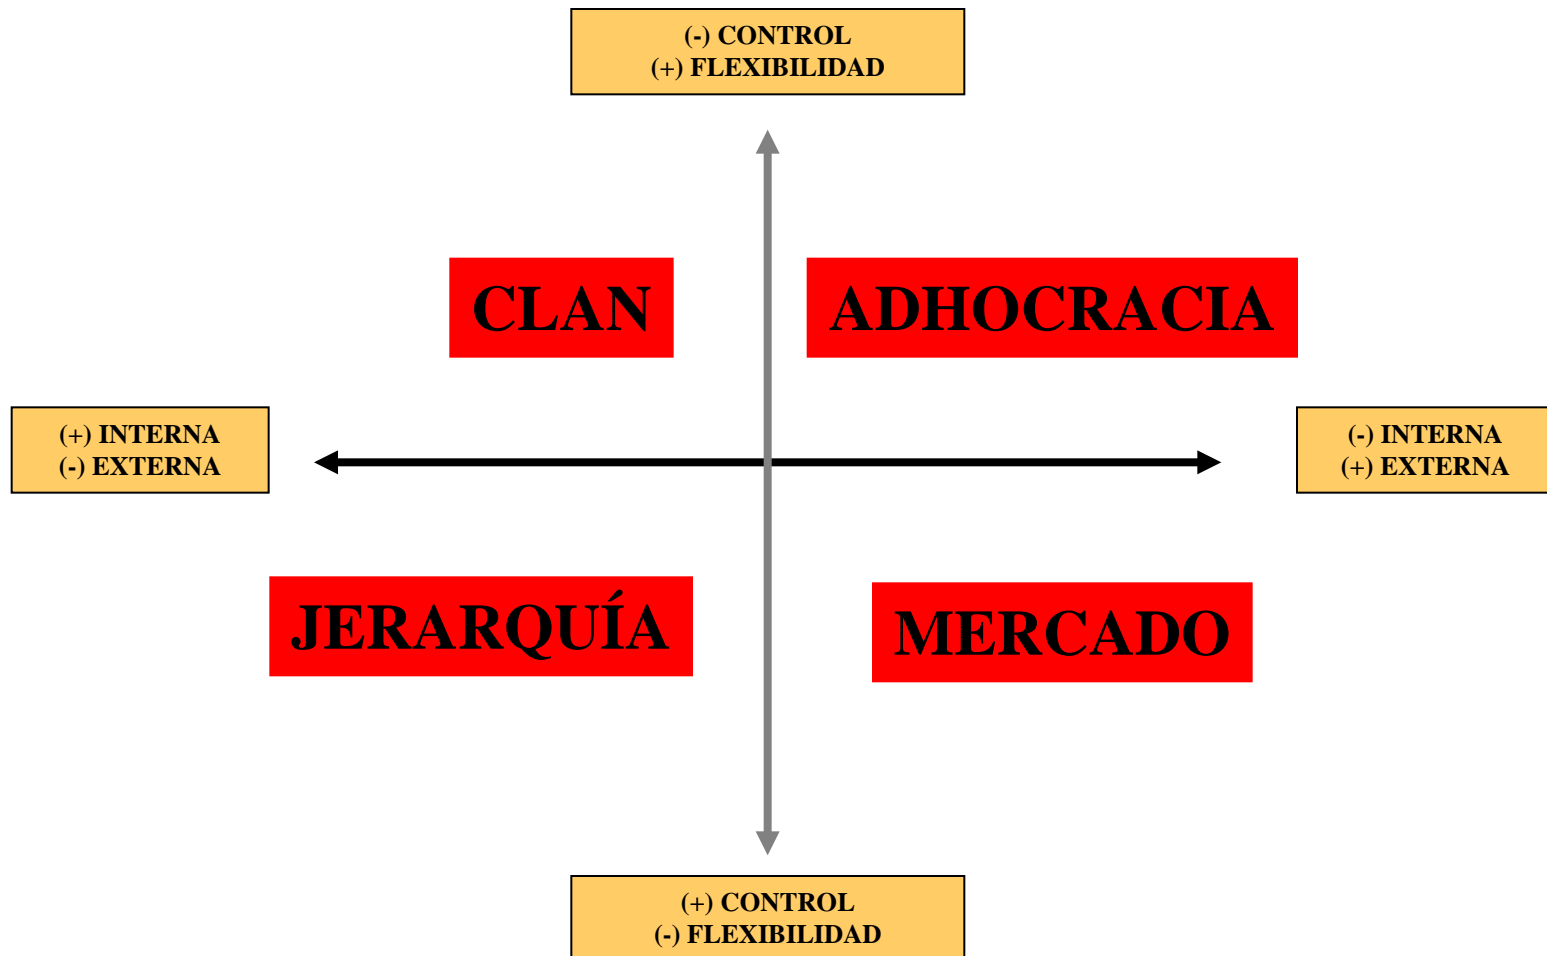 (-) CONTROL
(+) FLEXIBILIDAD
CLAN
ADHOCRACIA
(+) INTERNA
(-) EXTERNA
(-) INTERNA
(+) EXTERNA
JERARQUÍA
MERCADO
(+) CONTROL
(-) FLEXIBILIDAD